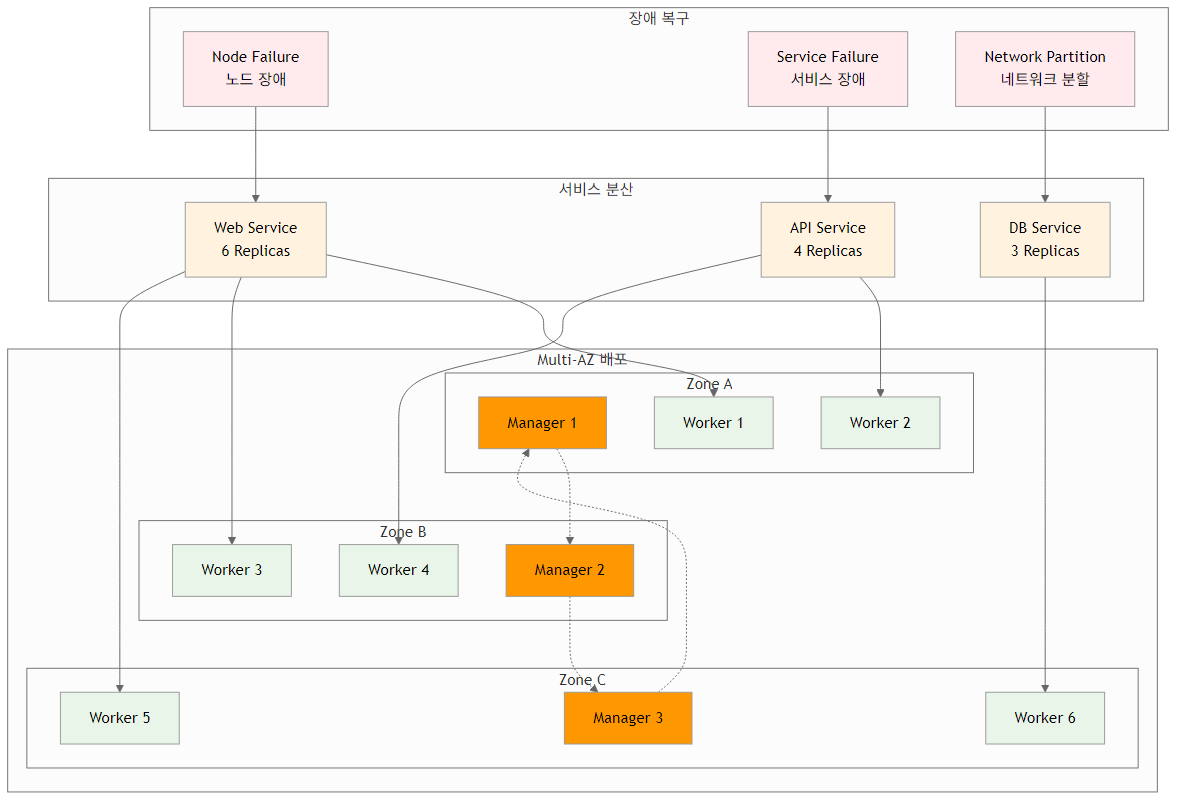 장애 복구
Node Failure
노드 장애
Service Failure
서비스 장애
Network Partition
네트워크 분할
서비스 분산
Web Service
6 Replicas
API Service
4 Replicas
DB Service
3 Replicas
Multi-AZ 배포
Zone A
Manager 1
Worker 1
Worker 2
Zone B
Worker 3
Worker 4
Manager 2
Zone C
Worker 5
Manager 3
Worker 6